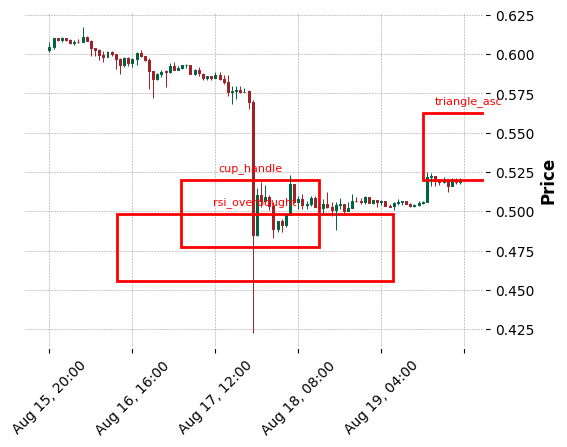 0.625
0.600
0.575
0.550
0.525
0.500
0.475
0.450
0.425
Price
triangle_asc
cup_handle
rsi_overbought
Aug 15, 20:00
Aug 16, 16:00
Aug 17, 12:00
Aug 18, 08:00
Aug 19, 04:00